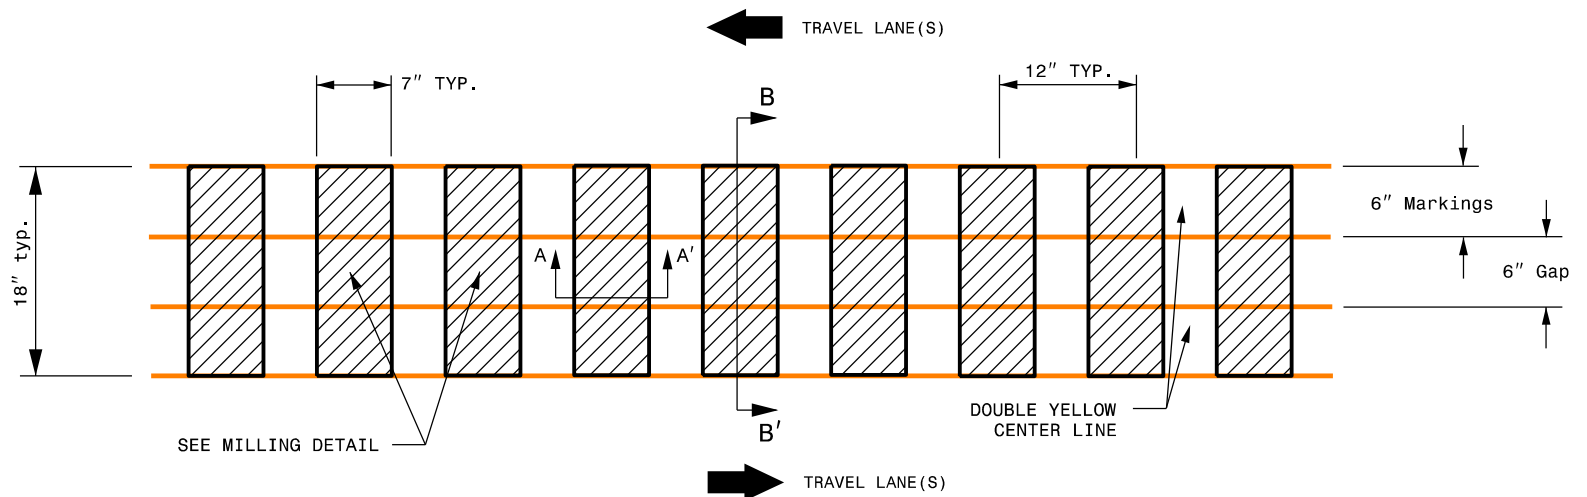 TRAVEL LANE(S)
7″ TYP.
12″ TYP.
B
18″ typ.
6″ Markings
A
A′
6″ Gap
DOUBLE YELLOW
CENTER LINE
SEE MILLING DETAIL
B′
TRAVEL LANE(S)